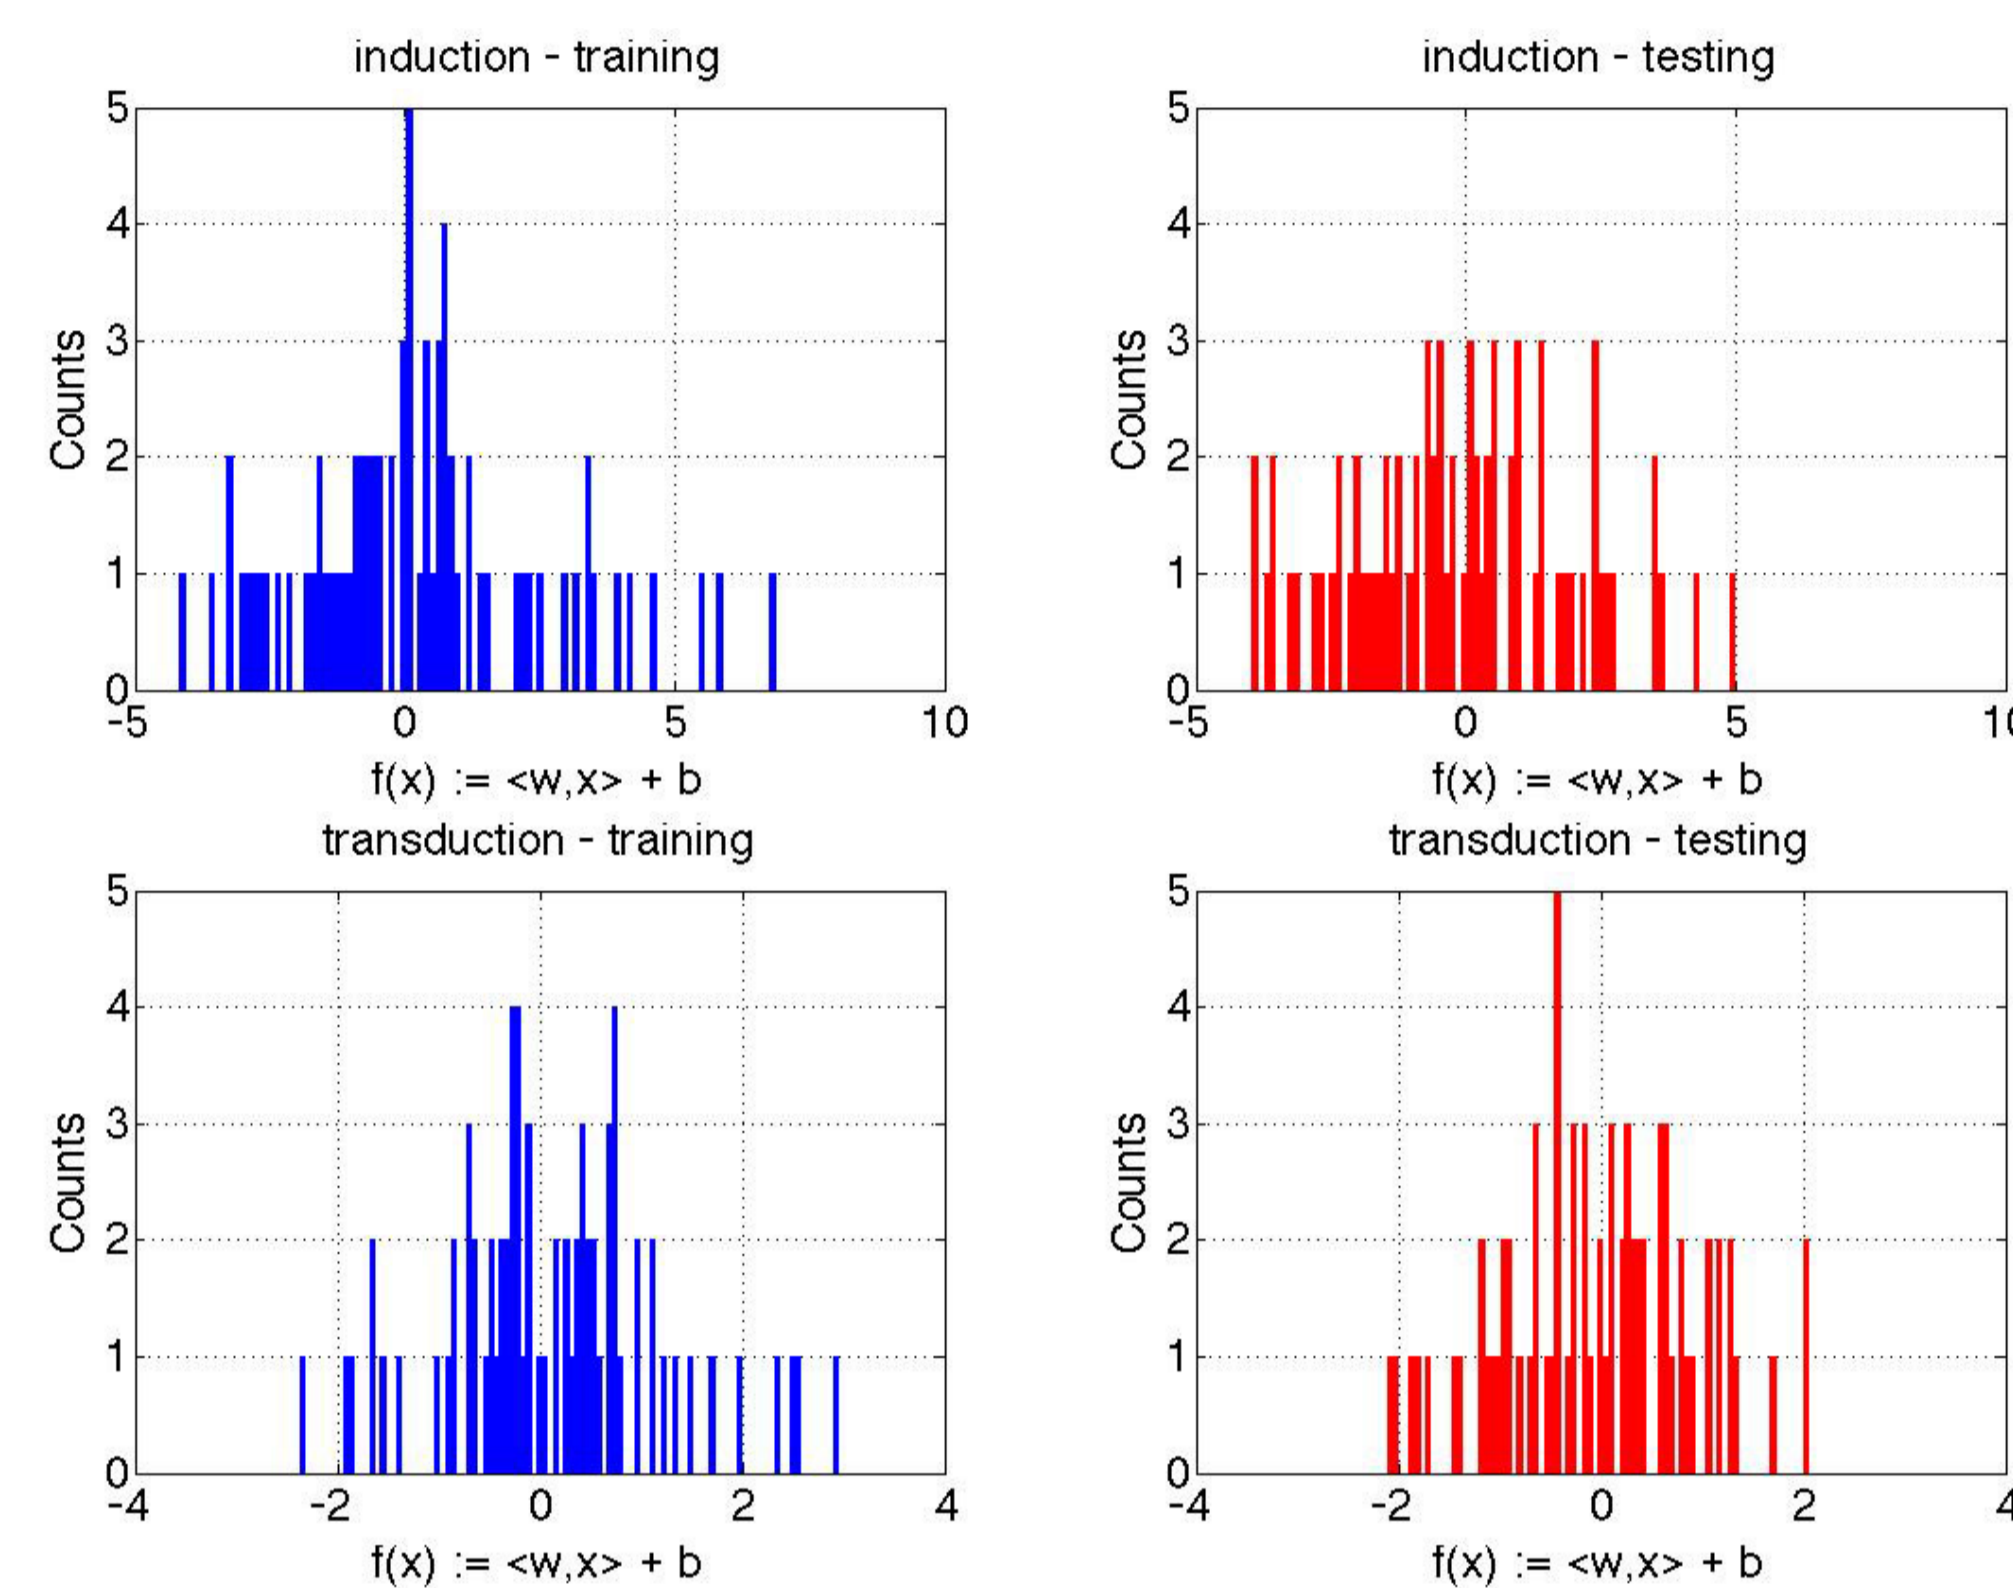 induction - training
5
4
3
2
1
0
Counts
-5 0 5 10
f(x) := <w,x> + b
induction - testing
5
4
3
2
1
0
Counts
-5 0 5
f(x) := <w,x> + b
transduction - training
5
4
3
2
1
0
Counts
-4 -2 0 2 4
f(x) := <w,x> + b
transduction - testing
5
4
3
2
1
0
Counts
-4 -2 0 2
f(x) := <w,x> + b